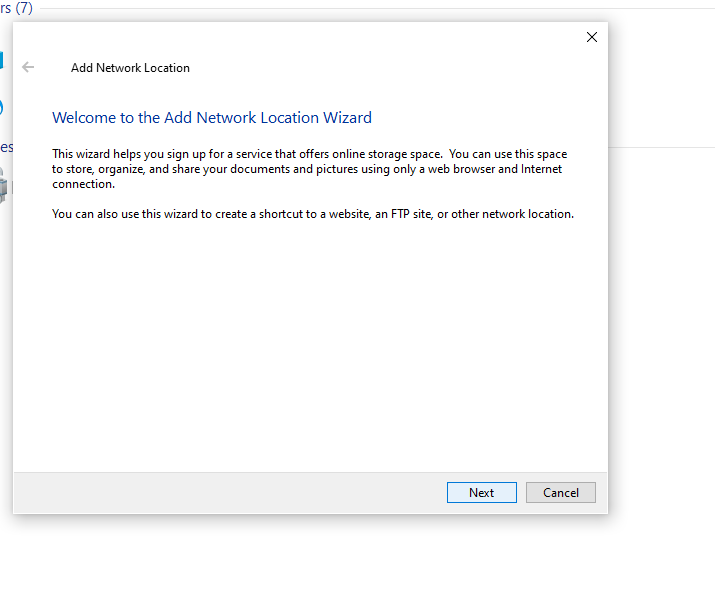 rs (7)
Add Network Location
Welcome to the Add Network Location Wizard
This wizard helps you sign up for a service that offers online storage space.  You can use this space
to store, organize, and share your documents and pictures using only a web browser and Internet
connection.
es
You can also use this wizard to create a shortcut to a website, an FTP site, or other network location.
Next
Cancel